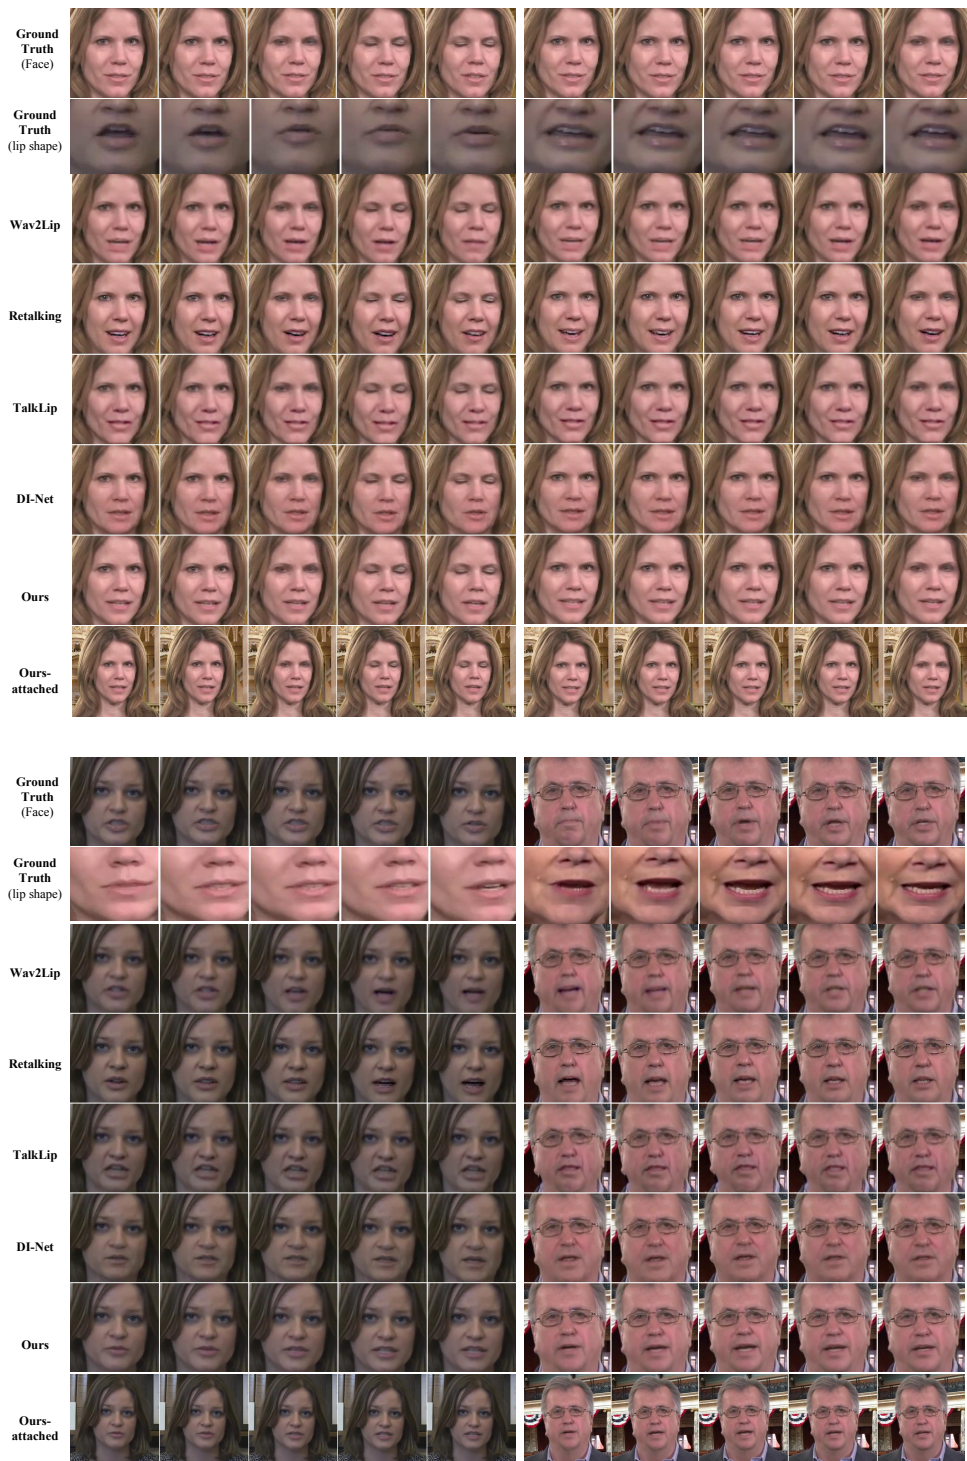 Ground
Truth
(Face)
Ground
Truth
(lip shape)
Wav2Lip
Retalking
TalkLip
DI-Net
Ours
Ours-
attached
Ground
Truth
(Face)
Ground
Truth
(lip shape)
Wav2Lip
Retalking
TalkLip
DI-Net
Ours
Ours-
attached